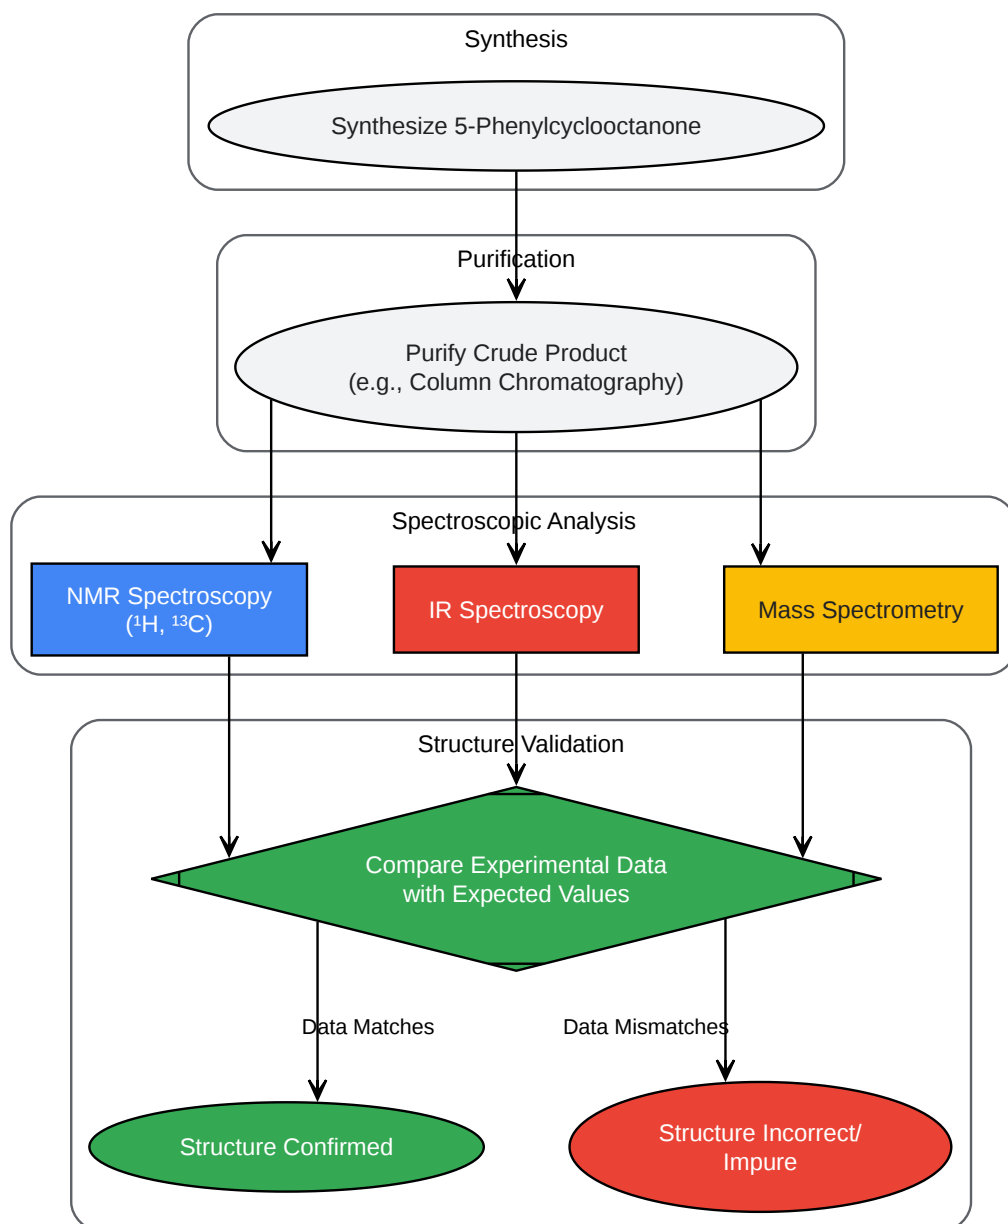 Synthesis
Synthesize 5-Phenylcyclooctanone
Purification
Purify Crude Product
(e.g., Column Chromatography)
Spectroscopic Analysis
NMR Spectroscopy
(¹H, ¹³C)
IR Spectroscopy
Mass Spectrometry
Structure Validation
Compare Experimental Data
with Expected Values
Data Matches
Data Mismatches
Structure Confirmed
Structure Incorrect/
Impure